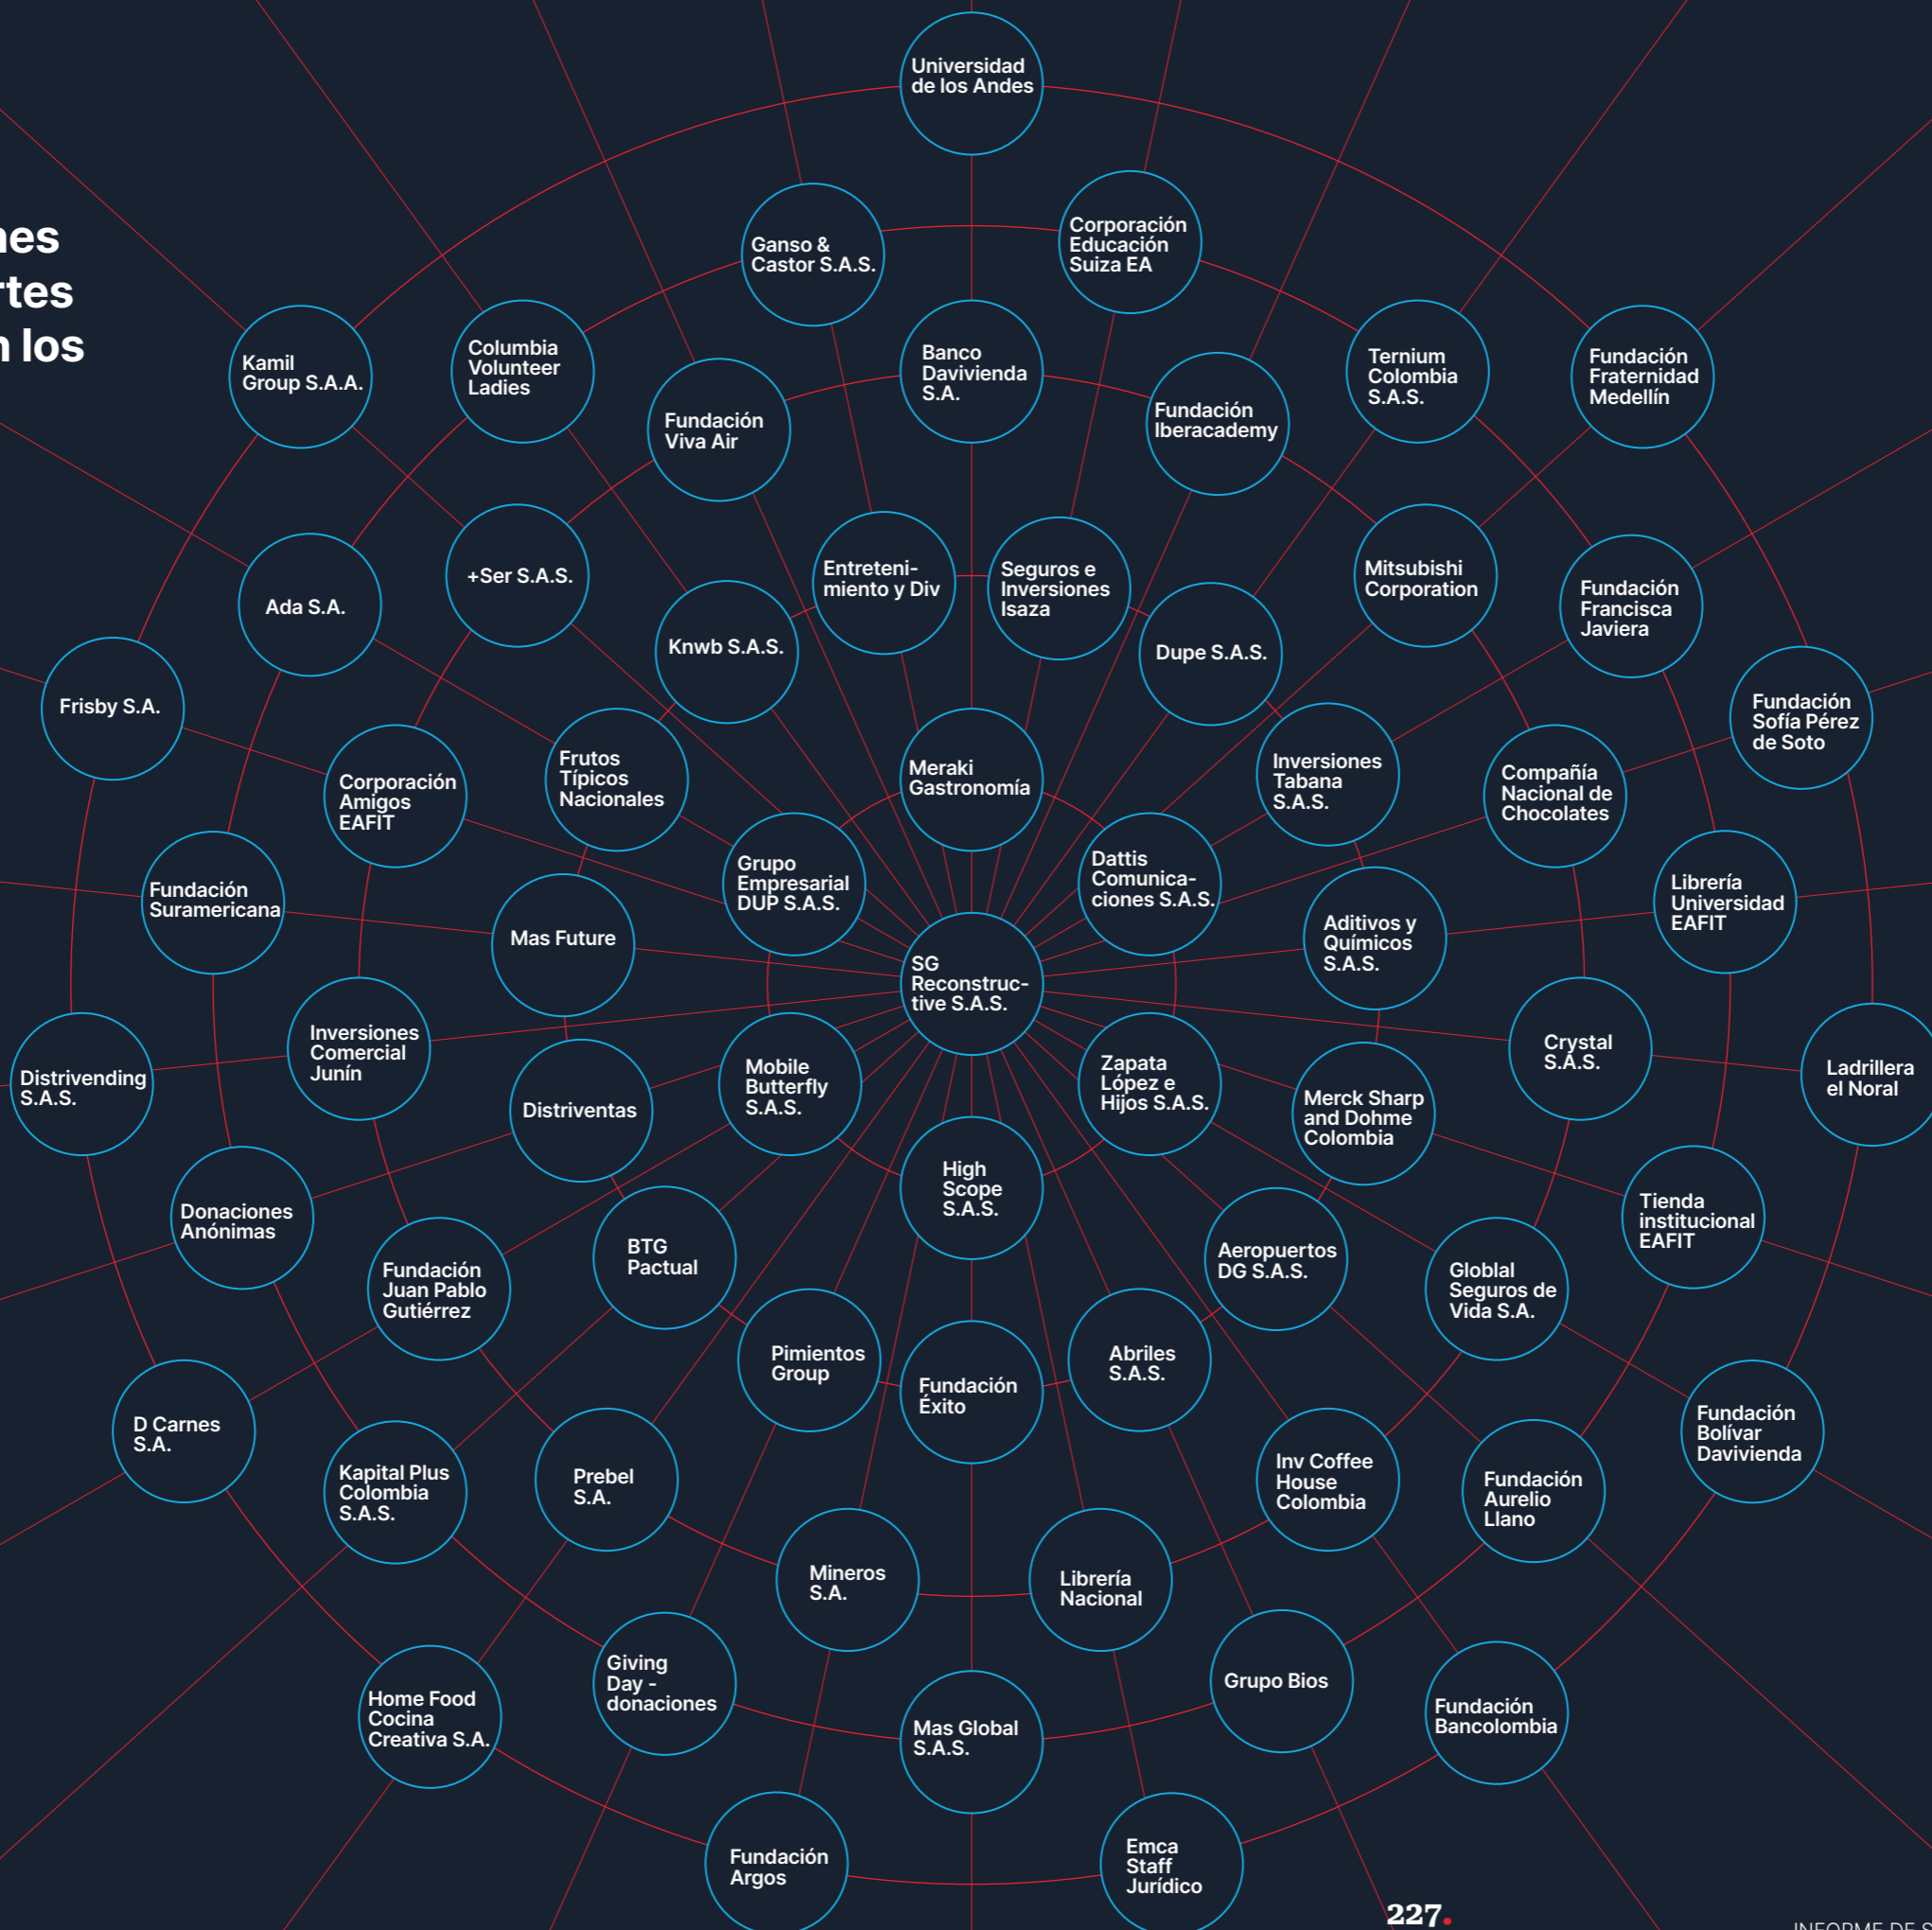 nes
rtes
n los
Universidad
de los Andes
Ganso &
Castor S.A.S.
Corporación
Educación
Suiza EA
Kamil
Group S.A.A.
Columbia
Volunteer
Ladies
Fundación
Viva Air
Banco
Davivienda
S.A.
Fundación
Iberacademy
Ternium
Colombia
S.A.S.
Fundación
Fraternidad
Medellín
Ada S.A.
+Ser S.A.S.
Knwb S.A.S.
Entreteni-
miento y Div
Seguros e
Inversiones
Isaza
Dupe S.A.S.
Mitsubishi
Corporation
Fundación
Francisca
Javiera
Frisby S.A.
Corporación
Amigos
EAFIT
Frutos
Típicos
Nacionales
Meraki
Gastronomía
Inversiones
Tabana
S.A.S.
Compañía
Nacional de
Chocolates
Fundación
Sofía Pérez
de Soto
Fundación
Suramericana
Mas Future
Grupo
Empresarial
DUP S.A.S.
SG
Reconstruc-
tive S.A.S.
Dattis
Comunica-
ciones S.A.S.
Aditivos y
Químicos
S.A.S.
Librería
Universidad
EAFIT
Distrivending
S.A.S.
Inversiones
Comercial
Junín
Distriventas
Mobile
Butterfly
S.A.S.
Zapata
López e
Hijos S.A.S.
Merck Sharp
and Dohme
Colombia
Crystal
S.A.S.
Ladrillera
el Noral
Donaciones
Anónimas
Fundación
Juan Pablo
Gutiérrez
BTG
Pactual
High
Scope
S.A.S.
Aeropuertos
DG S.A.S.
Globlal
Seguros de
Vida S.A.
Tienda
institucional
EAFIT
D Carnes
S.A.
Kapital Plus
Colombia
S.A.S.
Prebel
S.A.
Pimientos
Group
Fundación
Éxito
Abriles
S.A.S.
Inv Coffee
House
Colombia
Fundación
Aurelio
Llano
Fundación
Bolívar
Davivienda
Mineros
S.A.
Librería
Nacional
Home Food
Cocina
Creativa S.A.
Giving
Day -
donaciones
Mas Global
S.A.S.
Grupo Bios
Fundación
Bancolombia
Fundación
Argos
Emca
Staff
Jurídico
227.
INFORME DE S